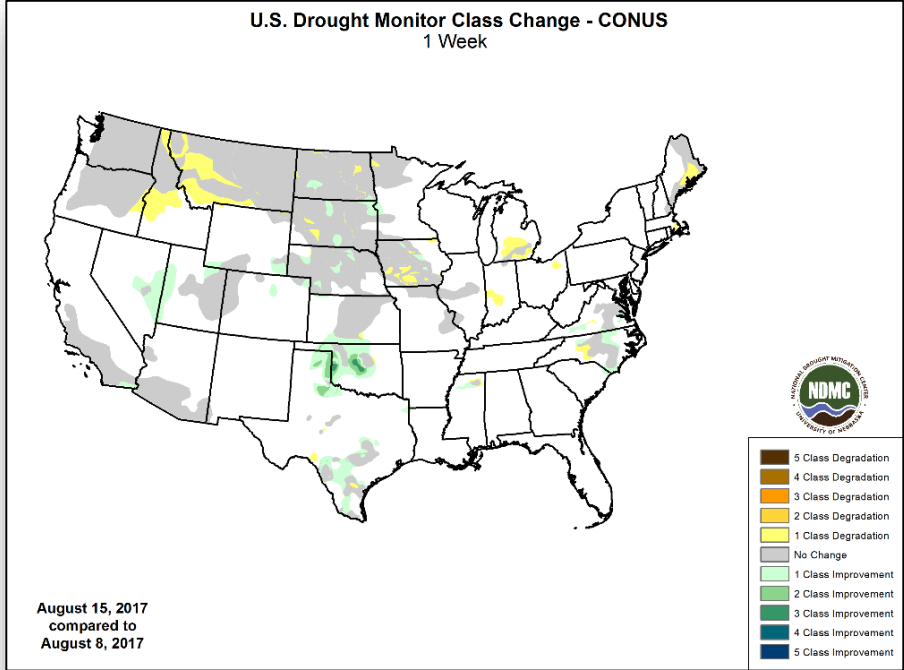 U.S. Drought Monitor Class Change - CONUS
1 Week
NATIONAL DROUGHT MITIGATION CENTER
NDMC
UNIVERSITY OF NEBRASKA
5 Class Degradation
4 Class Degradation
3 Class Degradation
2 Class Degradation
1 Class Degradation
No Change
1 Class Improvement
2 Class Improvement
3 Class Improvement
4 Class Improvement
5 Class Improvement
August 15, 2017
compared to
August 8, 2017